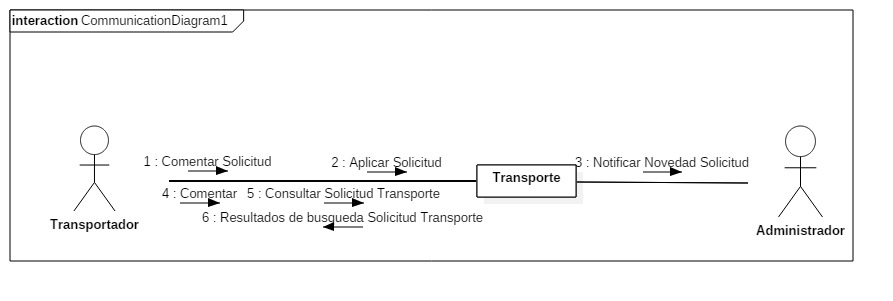 interaction CommunicationDiagram1
1 : Comentar Solicitud
2 : Aplicar Solicitud
3 : Notificar Novedad Solicitud
Transporte
4 : Comentar
5 : Consultar Solicitud Transporte
6 : Resultados de busqueda Solicitud Transporte
Transportador
Administrador